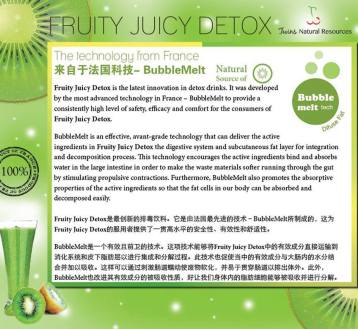 FRUITY JUICY DETOX
Twins Natural Resources
The technology from France
来自于法国科技– BubbleMelt
Natural
Source of
Bubble
melt tech
Diffuse Fat
100%
Fruity Juicy Detox is the latest innovation in detox drinks. It was developed
by the most advanced technology in France – BubbleMelt to provide a
consistently high level of safety, efficacy and comfort for the consumers of
Fruity Juicy Detox.
BubbleMelt is an effective, avant-grade technology that can deliver the active
ingredients in Fruity Juicy Detox the digestive system and subcutaneous fat layer for integration
and decomposition process. This technology encourages the active ingredients bind and absorbs
water in the large intestine in order to make the waste materials softer running through the gut
by stimulating propulsive contractions. Furthermore, BubbleMelt also promotes the absorptive
properties of the active ingredients so that the fat cells in our body can be absorbed and
decomposed easily.
Fruity Juicy Detox是最创新的排毒饮料。它是由法国最先进的技术 – BubbleMelt所制成的，这为
Fruity Juicy Detox的服用者提供了一贯高水平的安全性、有效性和舒适性。
BubbleMelt是一个有效且前卫的技术。这项技术能够将Fruity Juicy Detox中的有效成分直接运输到
消化系统和皮下脂肪层以进行集成和分解过程。此技术也促使当中的有效成分与大肠内的水分结
合并加以吸收。这样可以通过刺激肠道蠕动使废物软化，并易于贯穿肠道以排出体外。此外，
BubbleMelt也改进其有效成分的被吸收性质，好让我们身体内的脂肪细胞能够被吸收并进行分解。